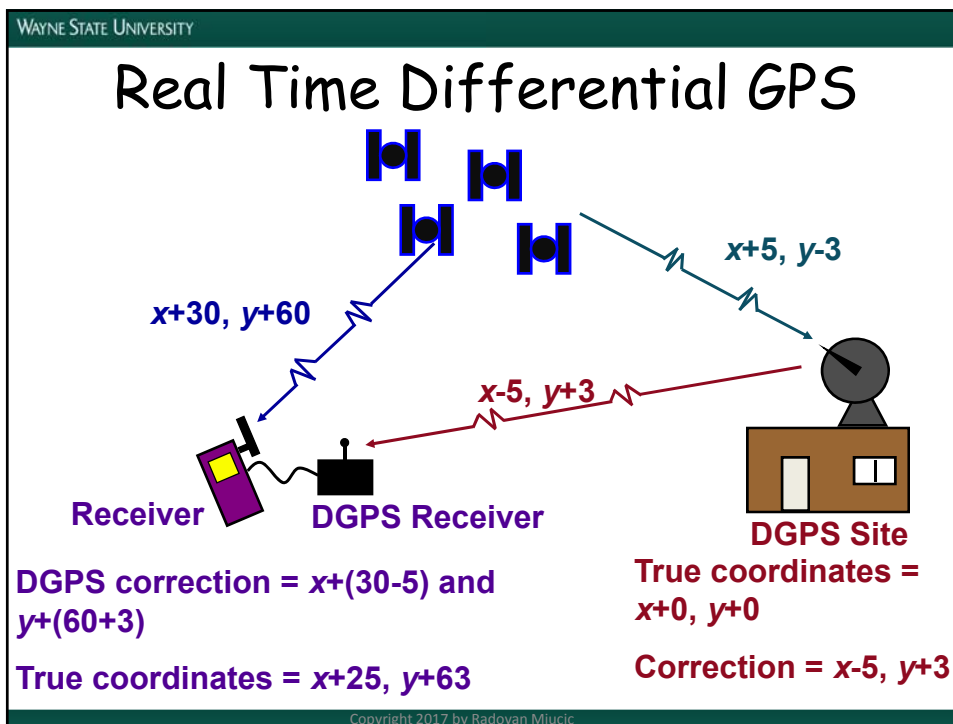 WAYNE STATE UNIVERSITY
Real Time Differential GPS
x+5, y-3
x+30, y+60
x-5, y+3
Receiver
DGPS Receiver
DGPS Site
DGPS correction = x+(30-5) and
y+(60+3)
True coordinates = x+25, y+63
True coordinates =
x+0, y+0
Correction = x-5, y+3
Copyright 2017 by Radovan Miucic